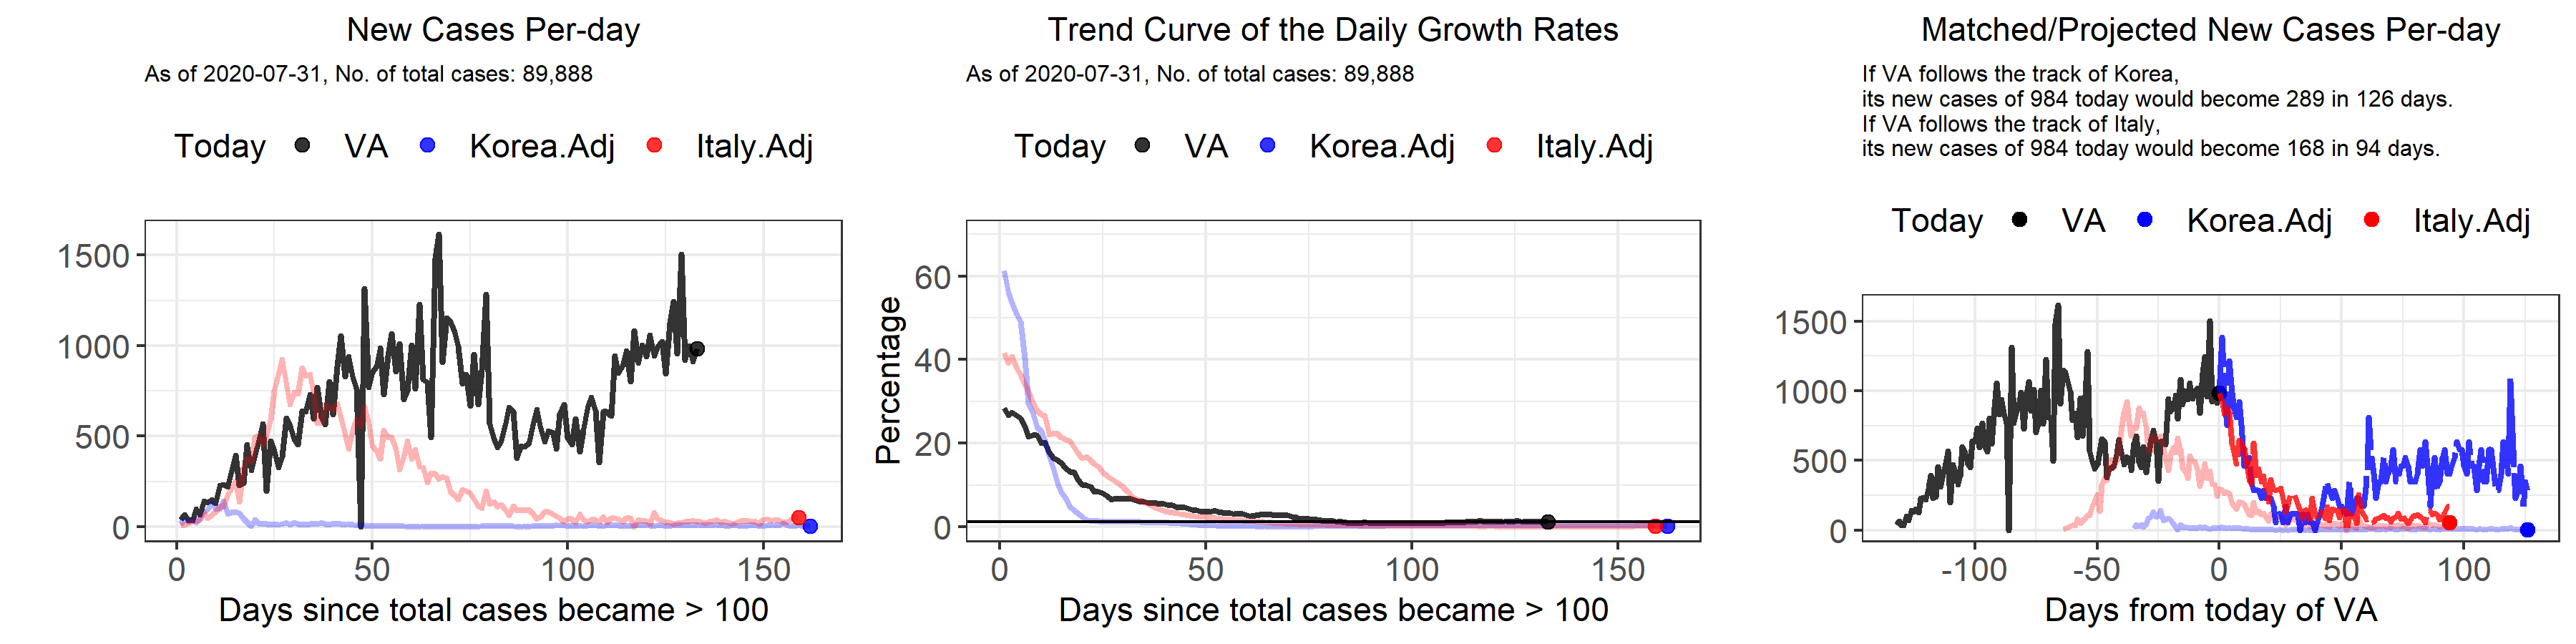 New Cases Per-day
As of 2020-07-31, No. of total cases: 89,888
Today VA Korea.Adj Italy.Adj
1500
1000
500
0
0 50 100 150
Days since total cases became > 100
Trend Curve of the Daily Growth Rates
As of 2020-07-31, No. of total cases: 89,888
Today VA Korea.Adj Italy.Adj
Percentage
60
40
20
0
0 50 100 150
Days since total cases became > 100
Matched/Projected New Cases Per-day
If VA follows the track of Korea,
its new cases of 984 today would become 289 in 126 days.
If VA follows the track of Italy,
its new cases of 984 today would become 168 in 94 days.
Today VA Korea.Adj Italy.Adj
1500
1000
500
0
-100 -50 0 50 100
Days from today of VA